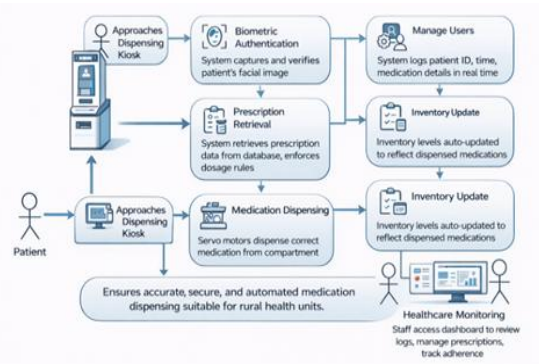 Approaches
Dispensing
Kiosk
Biometric
Authentication
System captures and verifies
patient's facial image
Manage Users
System logs patient ID, time,
medication details in real time
Prescription
Retrieval
System retrieves prescription
data from database, enforces
dosage rules
Inventory Update
Inventory levels auto-updated
to reflect dispensed medications
Patient
Approaches
Dispensing
Kiosk
Medication Dispensing
Servo motors dispense correct
medication from compartment
Inventory Update
Inventory levels auto-updated to
reflect dispensed medications
Ensures accurate, secure, and automated medication
dispensing suitable for rural health units.
Healthcare Monitoring
Staff access dashboard to review
logs, manage prescriptions,
track adherence